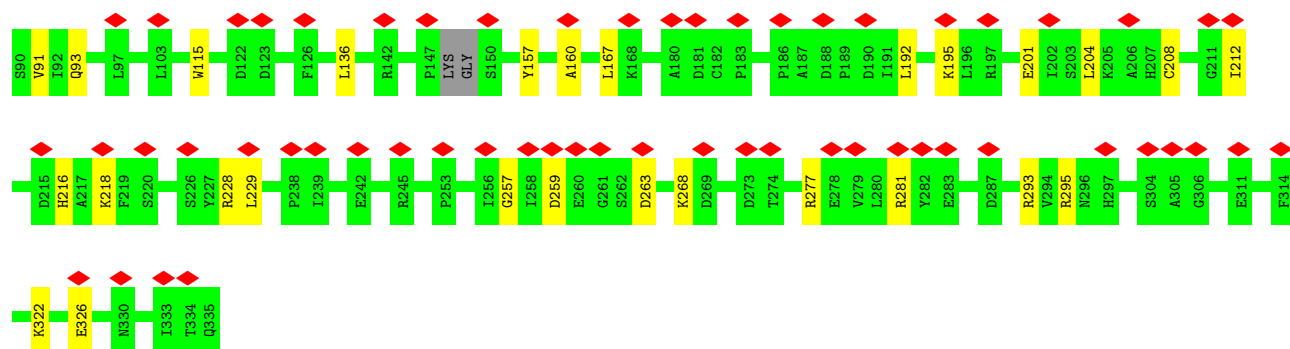 S90 V91 I92 Q93 L97 L103 W115 D122 D123 F126 L136 R142 P147 LYS GLY S150 Y157 A160 L167 K168 A180 D181 C182 P183 P186 A187 D188 P189 D190 I191 L192 K195 L196 R197 E201 I202 S203 L204 K205 A206 H207 C208 G211 I212
D215 H216 A217 K218 F219 S220 S226 Y227 R228 L229 P238 I239 E242 R245 P253 I256 G257 I258 D259 E260 G261 S262 D263 K268 D269 D273 T274 R277 E278 V279 L280 R281 Y282 E283 D287 R293 V294 R295 N296 H297 S304 A305 G306 E311 F314
K322 E326 N330 I333 T334 Q335